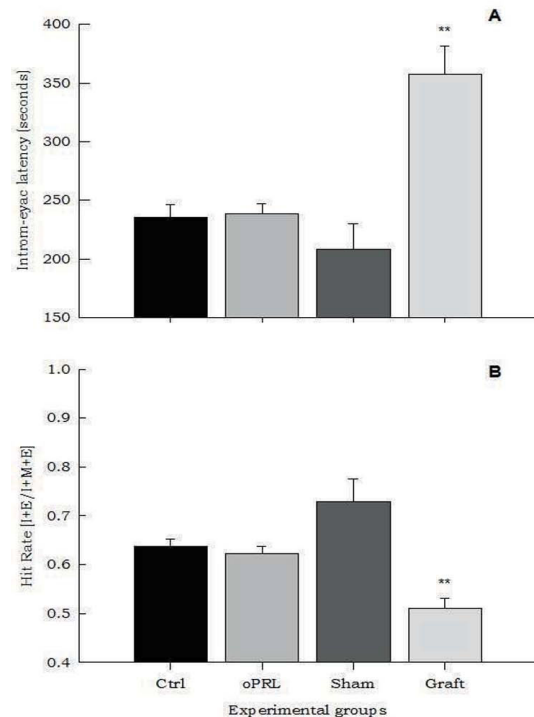 A
Introm-eyac latency (seconds)
400
350
300
250
200
150
**
B
Hit Rate [I+E/I+M+E]
1.0
0.9
0.8
0.7
0.6
0.5
0.4
**
Ctrl oPRL Sham Graft
Experimental groups